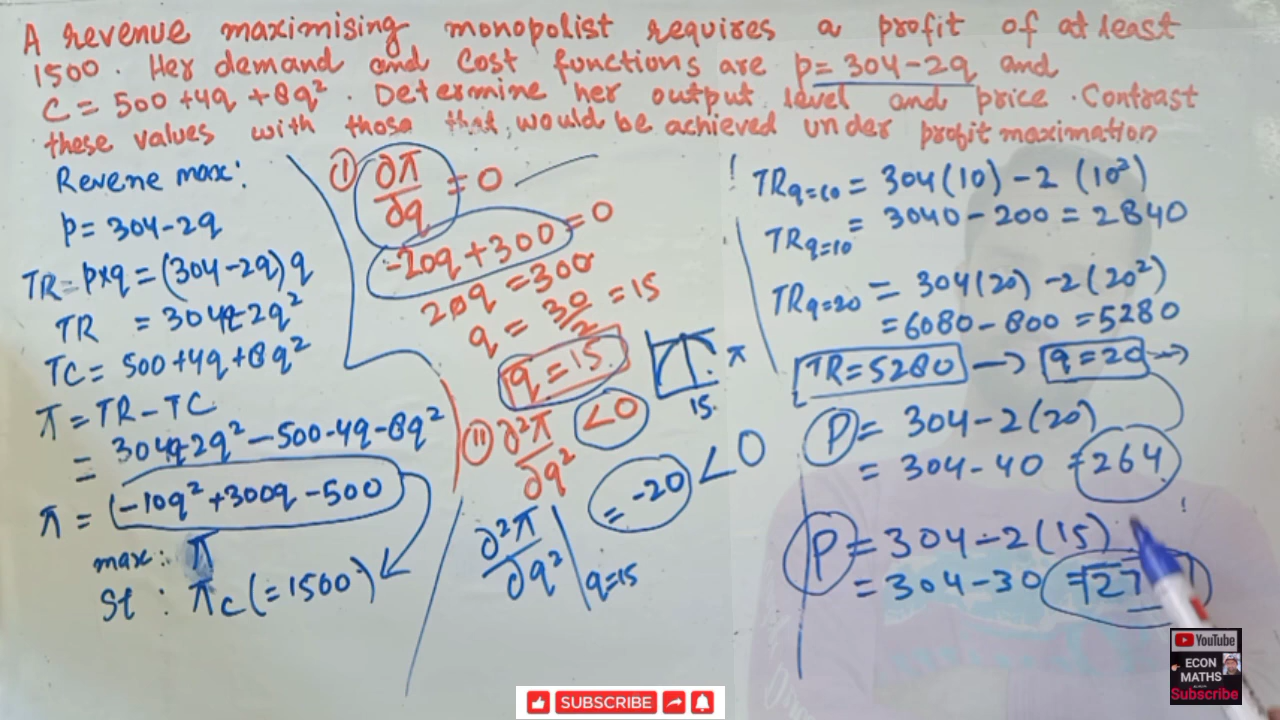 A revenue maximising monopolist requires a profit of at least
1500. Her demand and cost functions are p=304-2q and
C=500+4q+8q². Determine her output level and price. Contrast
these values with those that would be achieved under profit maximation
Revene max:
p=304-2q
TR=p×q=(304-2q)q
TR =304q-2q²
TC=500+4q+8q²
π=TR-TC
=304q-2q²-500-4q-8q²
π=-10q²+300q-500
max: π
St: πc(=1500)
① ∂π/∂q=0
-20q+300=0
20q=300
q=30/2=15
q=15
π
15
⑪ ∂²π/∂q² <0
=-20<0
∂²π/∂q²|q=15
TRq=10=304(10)-2(10²)
TRq=10=3040-200=2840
TRq=20=304(20)-2(20²)
=6080-800=5280
TR=5280→q=20→
P=304-2(20)
=304-40=264
P=304-2(15)
=304-30=27
YouTube
ECON
MATHS
Subscribe
SUBSCRIBE